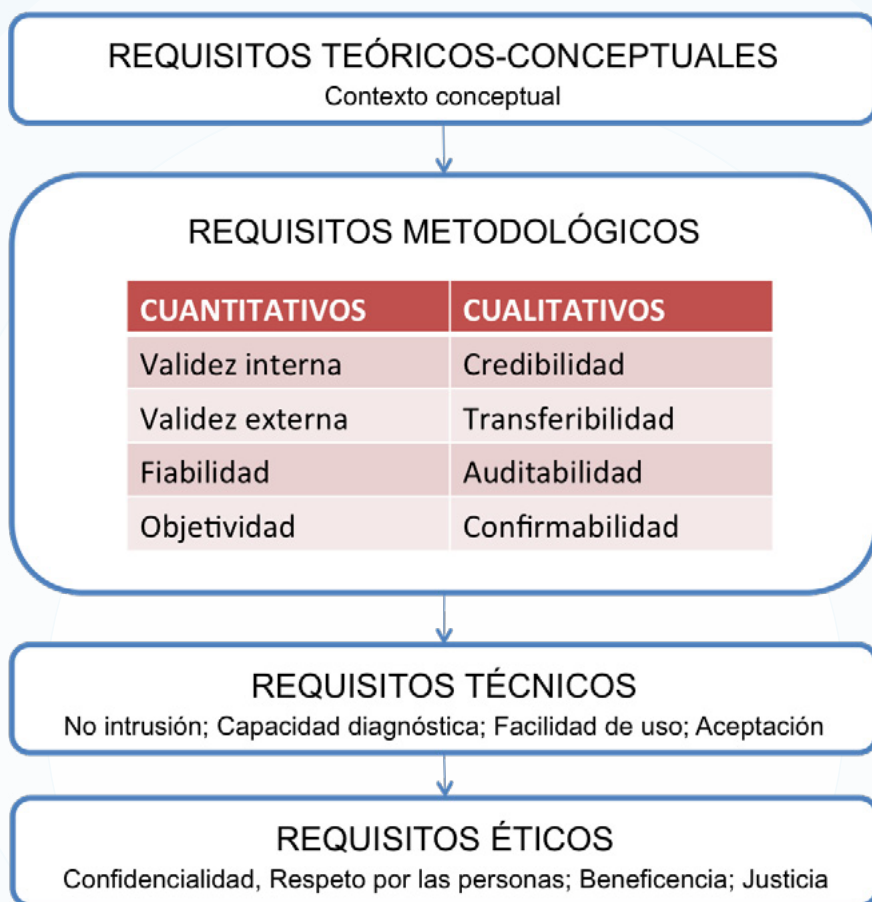 REQUISITOS TEÓRICOS-CONCEPTUALES
Contexto conceptual
REQUISITOS METODOLÓGICOS
CUANTITATIVOS CUALITATIVOS
Validez interna Credibilidad
Validez externa Transferibilidad
Fiabilidad Auditabilidad
Objetividad Confirmabilidad
REQUISITOS TÉCNICOS
No intrusión; Capacidad diagnóstica; Facilidad de uso; Aceptación
REQUISITOS ÉTICOS
Confidencialidad, Respeto por las personas; Beneficencia; Justicia